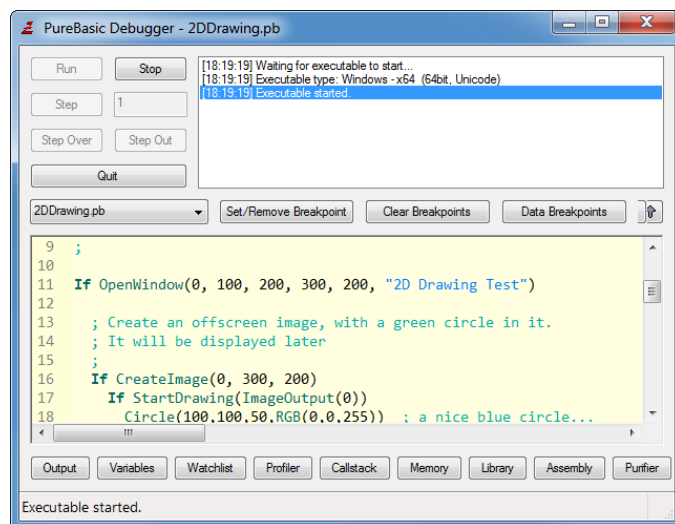 PureBasic Debugger - 2DDrawing.pb
Run
Stop
[18:19:19] Waiting for executable to start...
[18:19:19] Executable type: Windows - x64 (64bit, Unicode)
[18:19:19] Executable started.
Step
1
Step Over
Step Out
Quit
2DDrawing.pb
Set/Remove Breakpoint
Clear Breakpoints
Data Breakpoints
9 ;
10
11 If OpenWindow(0, 100, 200, 300, 200, "2D Drawing Test")
12
13 ; Create an offscreen image, with a green circle in it.
14 ; It will be displayed later
15 ;
16 If CreateImage(0, 300, 200)
17 If StartDrawing(ImageOutput(0))
18 Circle(100,100,50,RGB(0,0,255)) ; a nice blue circle...
Output
Variables
Watchlist
Profiler
Callstack
Memory
Library
Assembly
Purifier
Executable started.